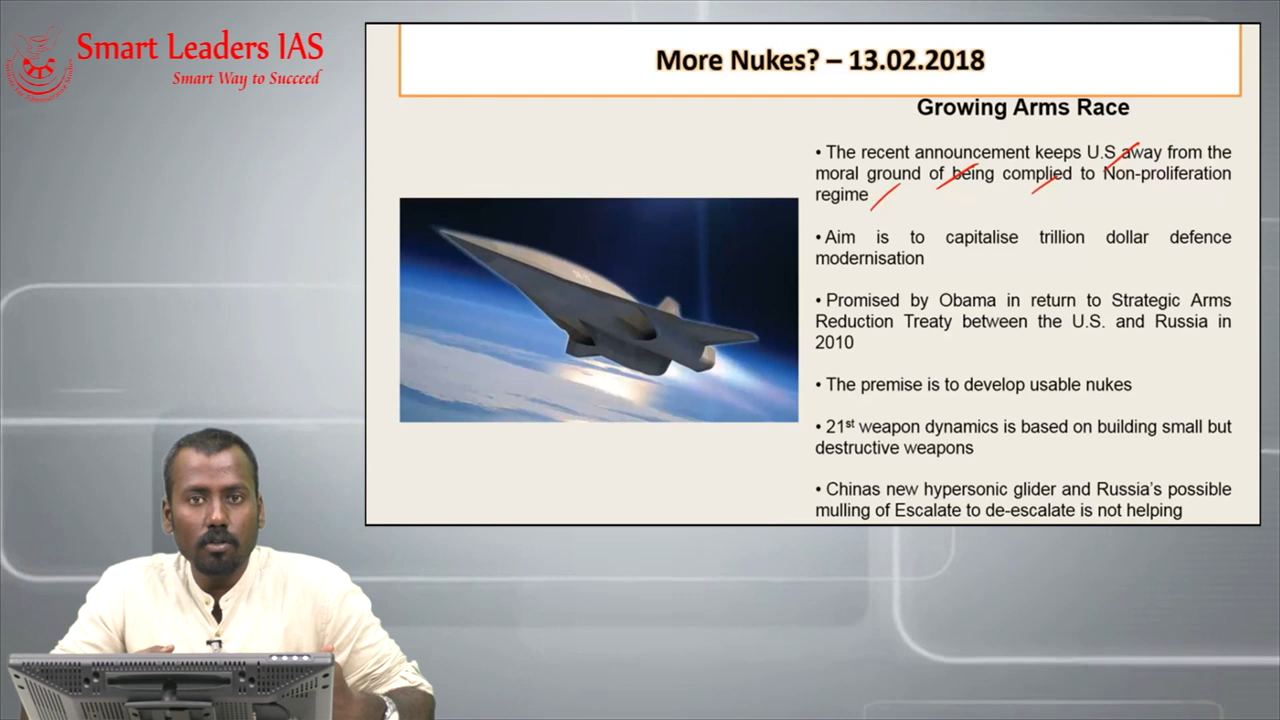 Smart Leaders IAS
Smart Way to Succeed
More Nukes? – 13.02.2018
Growing Arms Race
• The recent announcement keeps U.S away from the
moral ground of being complied to Non-proliferation
regime
• Aim is to capitalise trillion dollar defence
modernisation
• Promised by Obama in return to Strategic Arms
Reduction Treaty between the U.S. and Russia in
2010
• The premise is to develop usable nukes
• 21st weapon dynamics is based on building small but
destructive weapons
• Chinas new hypersonic glider and Russia's possible
mulling of Escalate to de-escalate is not helping